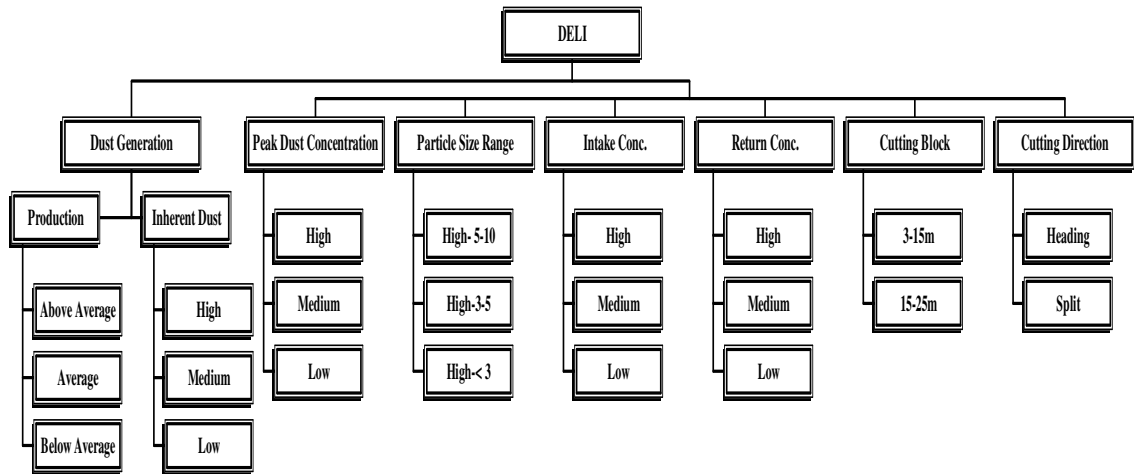 DELI
Dust Generation
Peak Dust Concentration
Particle Size Range
Intake Conc.
Return Conc.
Cutting Block
Cutting Direction
Production
Inherent Dust
Above Average
Average
Below Average
High
Medium
Low
High
Medium
Low
High- 5-10
High-3-5
High-< 3
High
Medium
Low
High
Medium
Low
3-15m
15-25m
Heading
Split